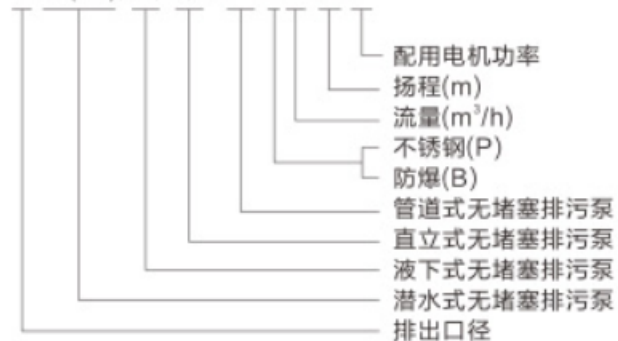 配用电机功率
扬程(m)
流量(m³/h)
不锈钢(P)
防爆(B)
管道式无堵塞排污泵
直立式无堵塞排污泵
液下式无堵塞排污泵
潜水式无堵塞排污泵
排出口径